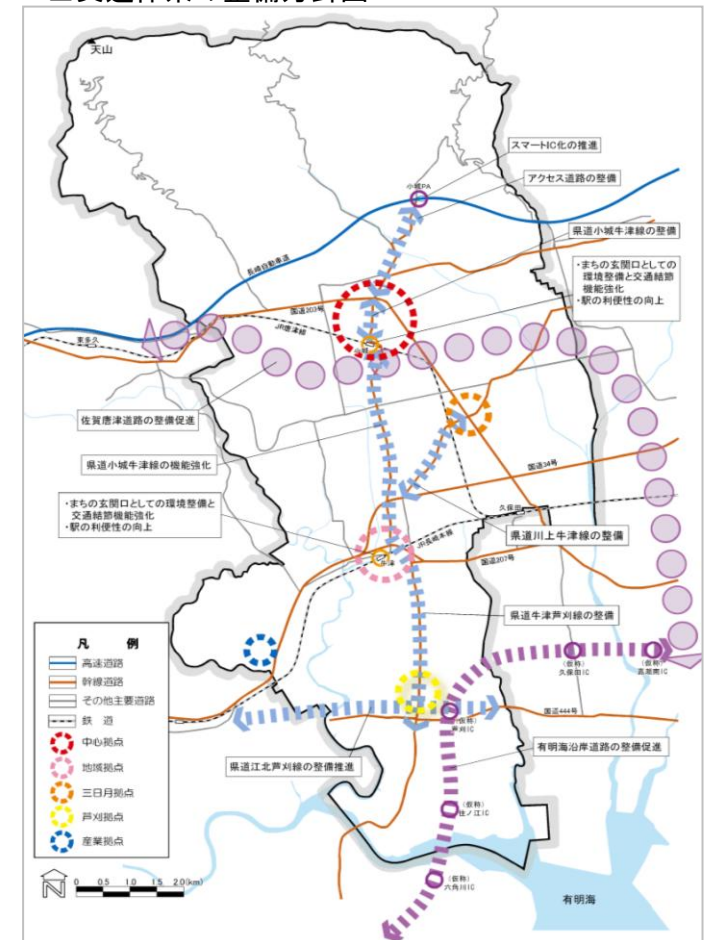 天山
スマートIC化の推進
アクセス道路の整備
小城PA
県道小城牛津線の整備
・まちの玄関口としての
環境整備と交通結節
機能強化
・駅の利便性の向上
長崎自動車道
国道203号
JR唐津線
東多久
佐賀唐津道路の整備促進
県道小城牛津線の機能強化
国道34号
・まちの玄関口としての環境整備と
交通結節機能強化
・駅の利便性の向上
久保田
JR長崎本線
県道川上牛津線の整備
牛津
国道207号
県道牛津芦刈線の整備
凡 例
高速道路
幹線道路
その他主要道路
鉄 道
中心拠点
地域拠点
三日月拠点
芦刈拠点
産業拠点
(仮称)
久保田IC
(仮称)
嘉瀬南IC
(仮称)
芦刈IC
国道444号
県道江北芦刈線の整備推進
有明海沿岸道路の整備促進
(仮称)
住ノ江IC
(仮称)
六角川IC
有明海
N
0 0.5 1.0 1.5 2.0(km)